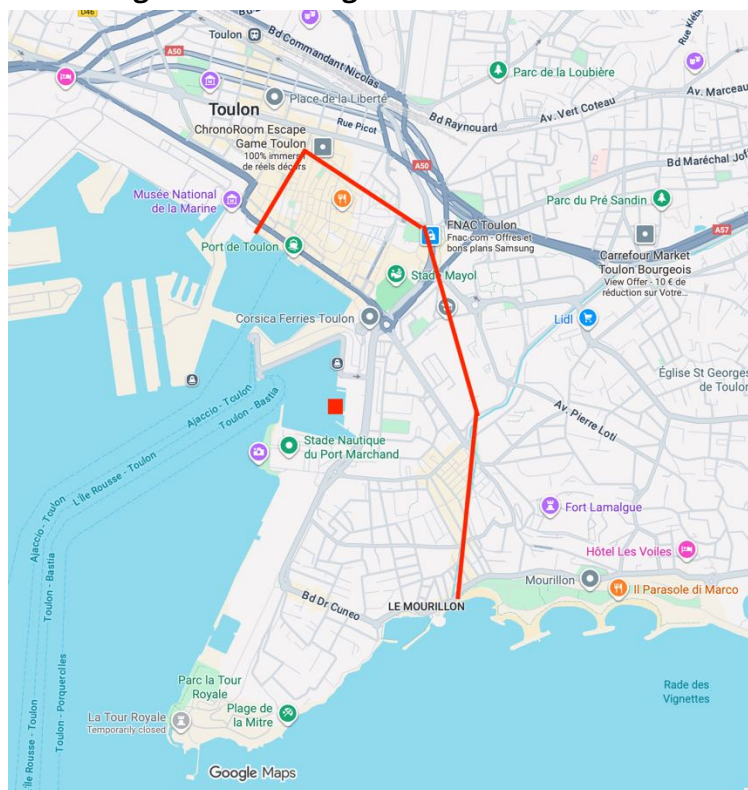 D46
Toulon
Bd Commandant Nicolas
A50
Parc de la Loubière
Av. Marceau
Toulon
Place de la Liberté
Av. Vert Coteau
Bd Raynouard
ChronoRoom Escape
Game Toulon
100% immersi
de réels décors
Rue Picot
A50
Musée National
de la Marine
Parc du Pré Sandin
FNAC Toulon
Fnac.com - Offres et
bons plans Samsung
A57
Port de Toulon
Carrefour Market
Toulon Bourgeois
View Offer - 10 € de
réduction sur Votre...
Stade Mayol
Corsica Ferries Toulon
Lidl
Église St Georges
de Toulon
Ajaccio - Toulon
Toulon - Bastia
L'Île Rousse - Toulon
Av. Pierre Loti
Stade Nautique
du Port Marchand
Fort Lamalgue
Ajaccio - Toulon
Toulon - Bastia
Hôtel Les Voiles
Mourillon
Il Parasole di Marco
Bd Dr Cuneo
LE MOURILLON
Parc la Tour
Royale
Rade des
Vignettes
La Tour Royale
Temporarily closed
Plage de
la Mitre
Île Rousse - Toulon
Toulon - Porquerolles
Google Maps